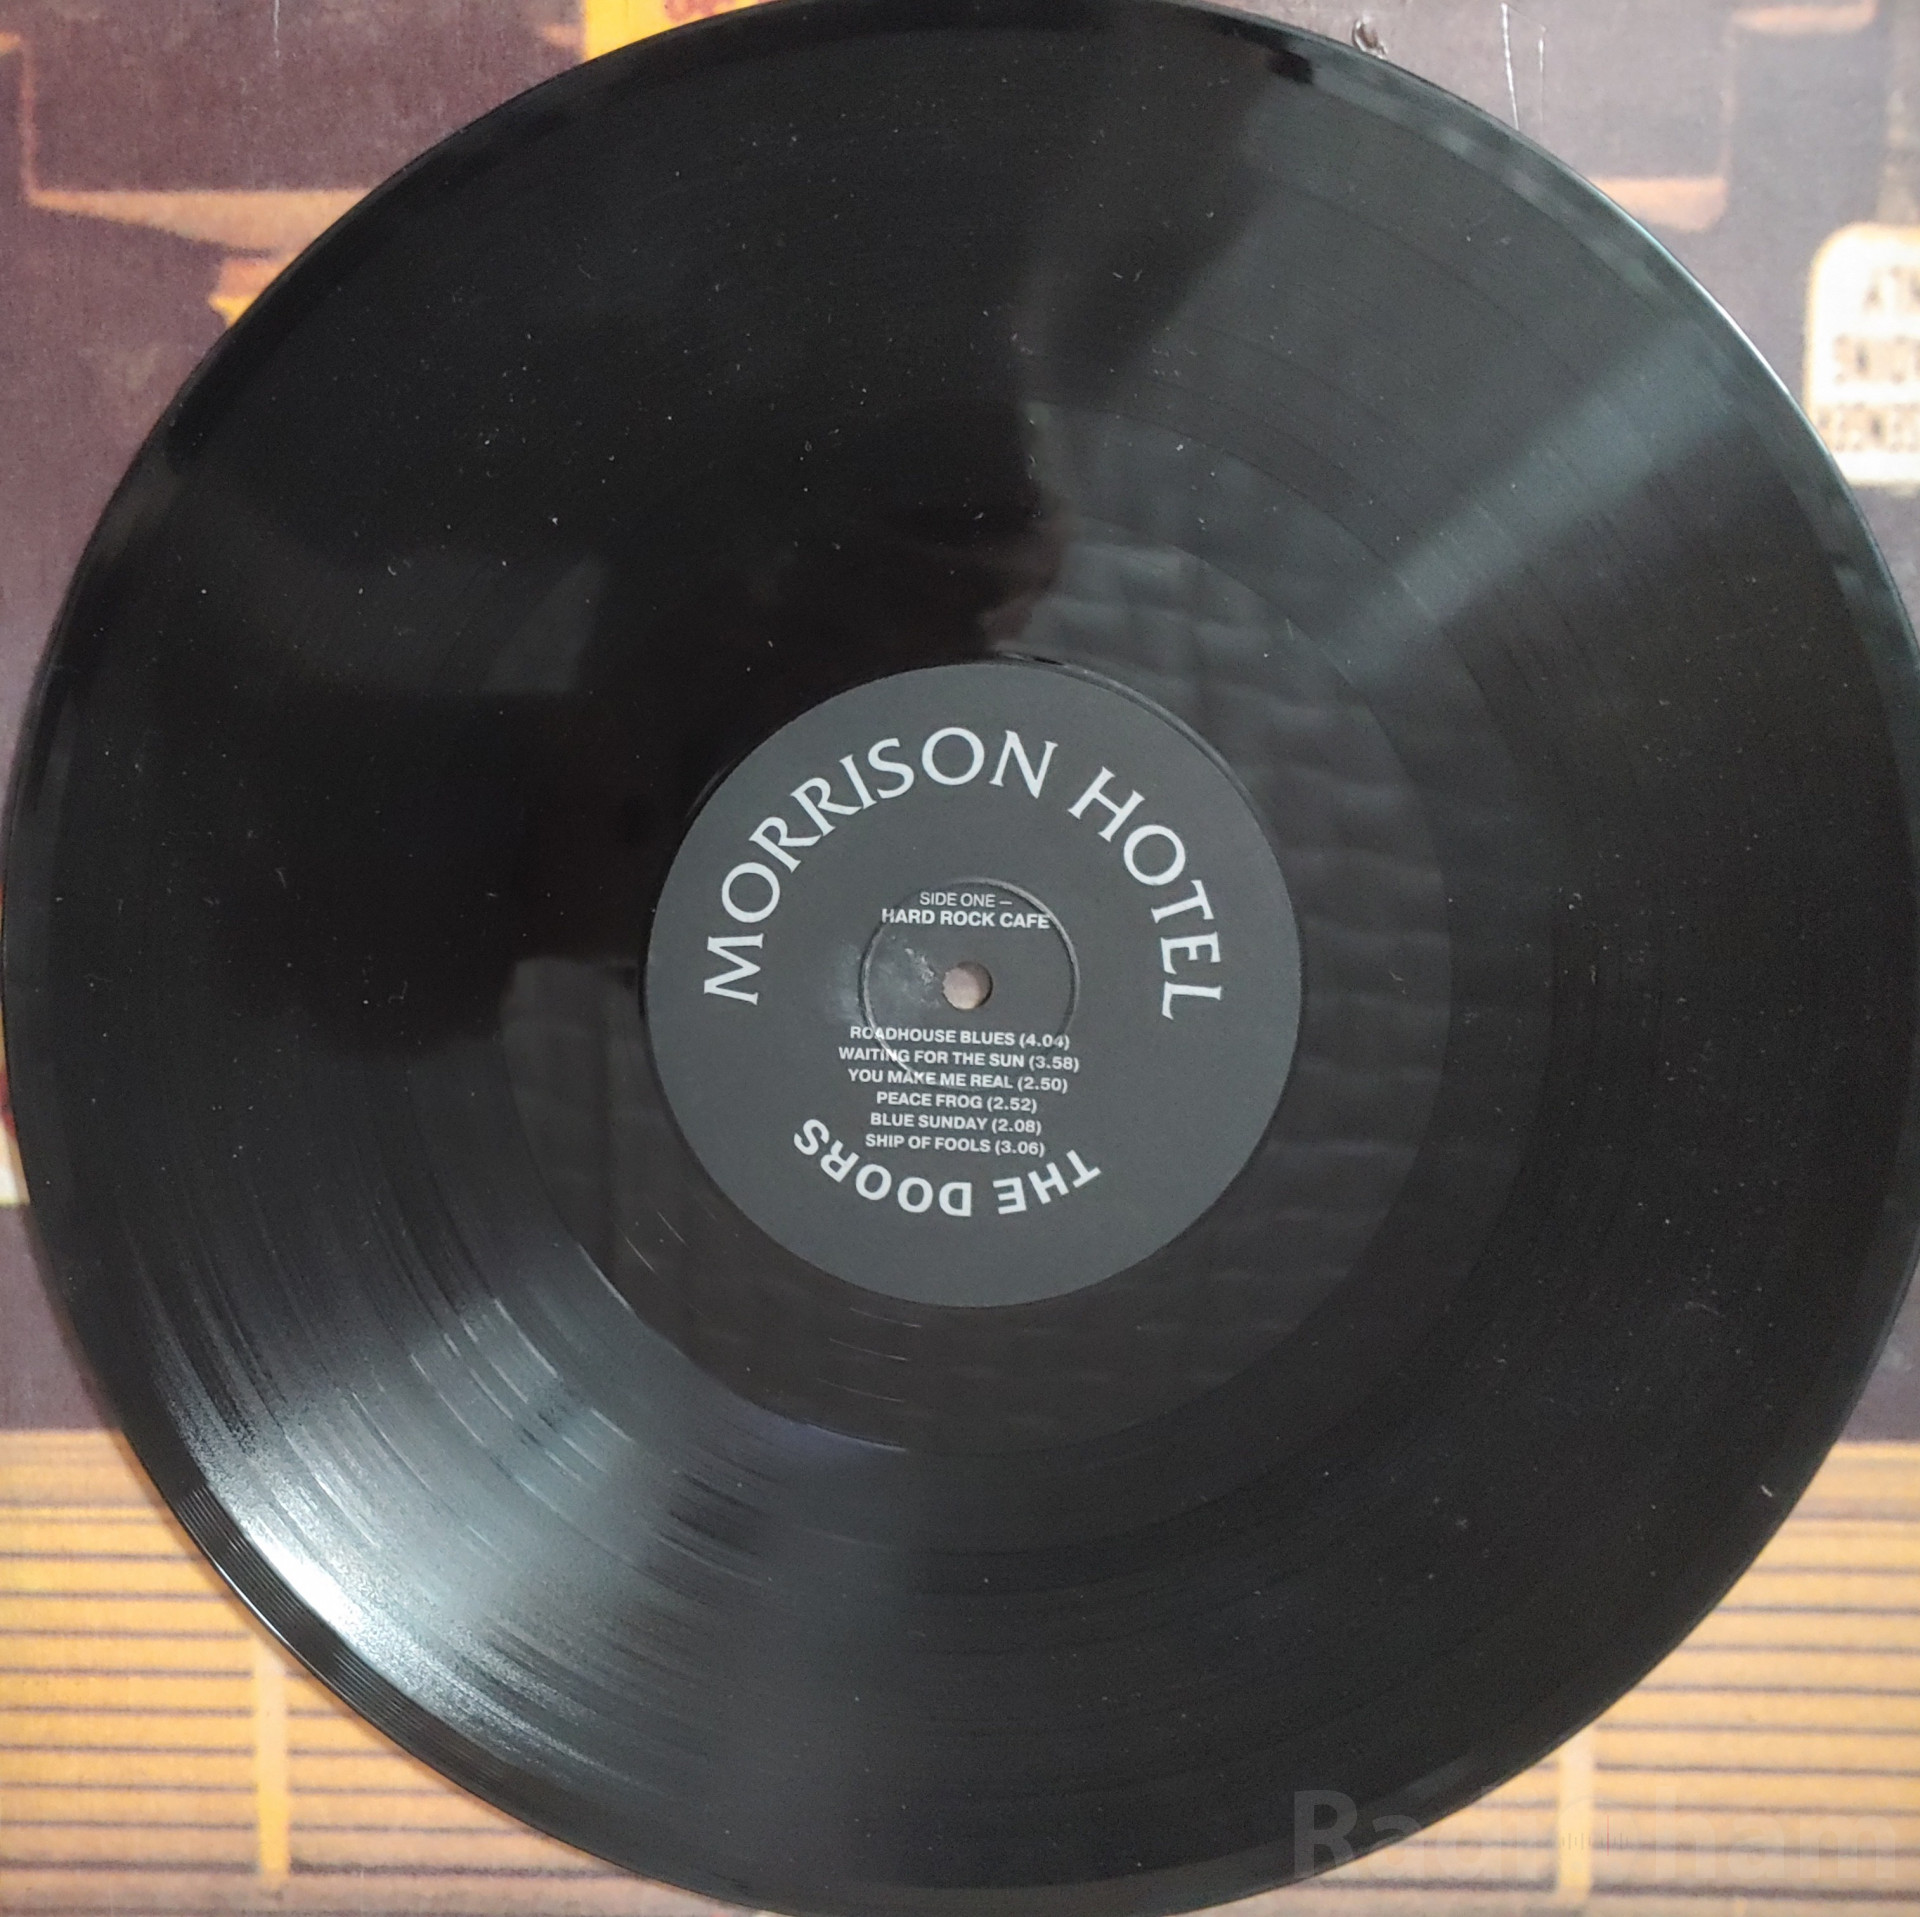 MORRISON HOTEL
SIDE ONE –
HARD ROCK CAFE
ROADHOUSE BLUES (4.04)
WAITING FOR THE SUN (3.58)
YOU MAKE ME REAL (2.50)
PEACE FROG (2.52)
BLUE SUNDAY (2.08)
SHIP OF FOOLS (3.06)
THE DOORS